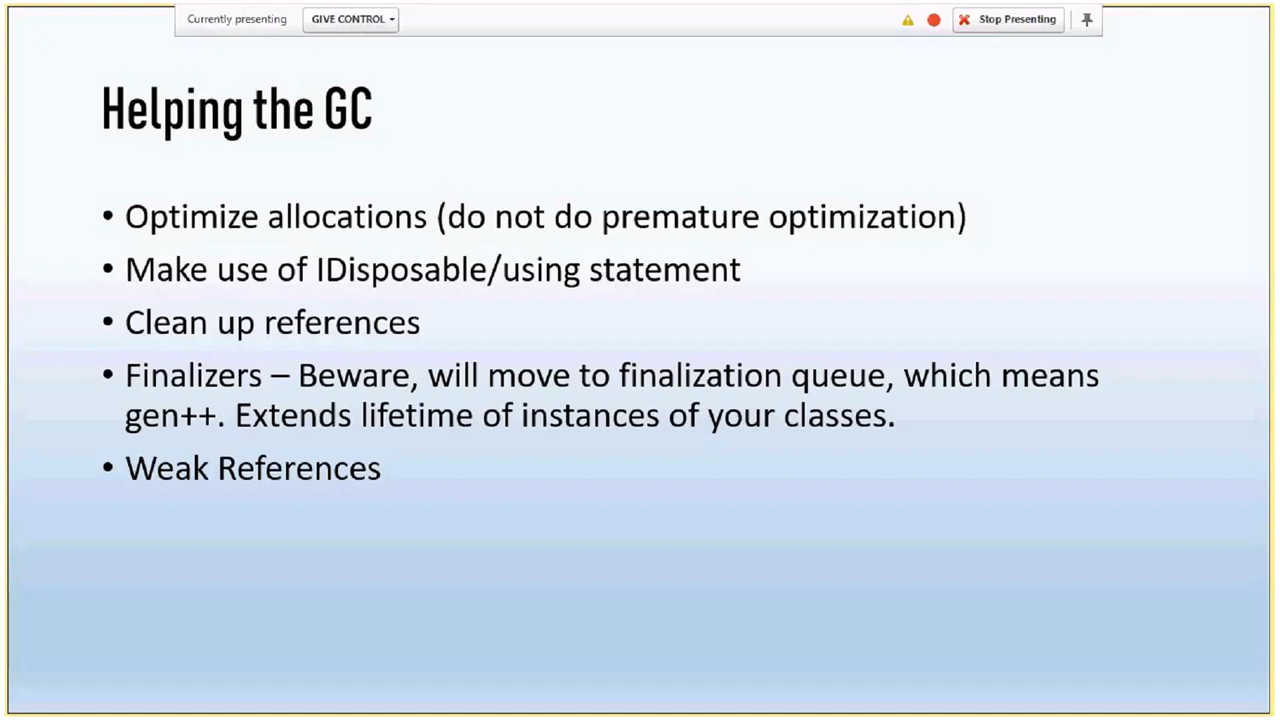 Currently presenting GIVE CONTROL Stop Presenting
Helping the GC
• Optimize allocations (do not do premature optimization)
• Make use of IDisposable/using statement
• Clean up references
• Finalizers – Beware, will move to finalization queue, which means
gen++. Extends lifetime of instances of your classes.
• Weak References